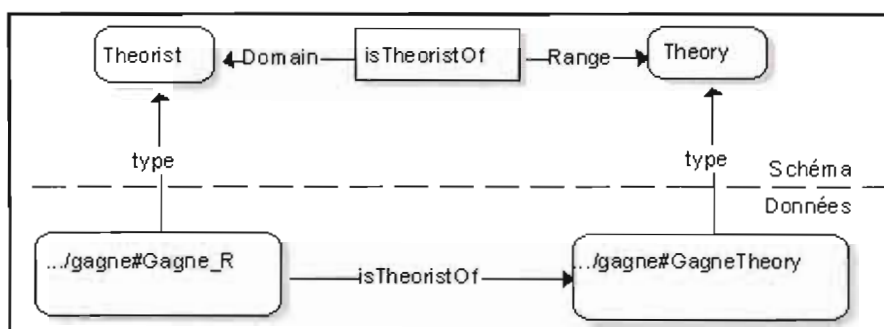 Theorist Domain isTheoristOf Range Theory
type type
Schéma
Données
.../gagne#Gagne_R isTheoristOf .../gagne#GagneTheory